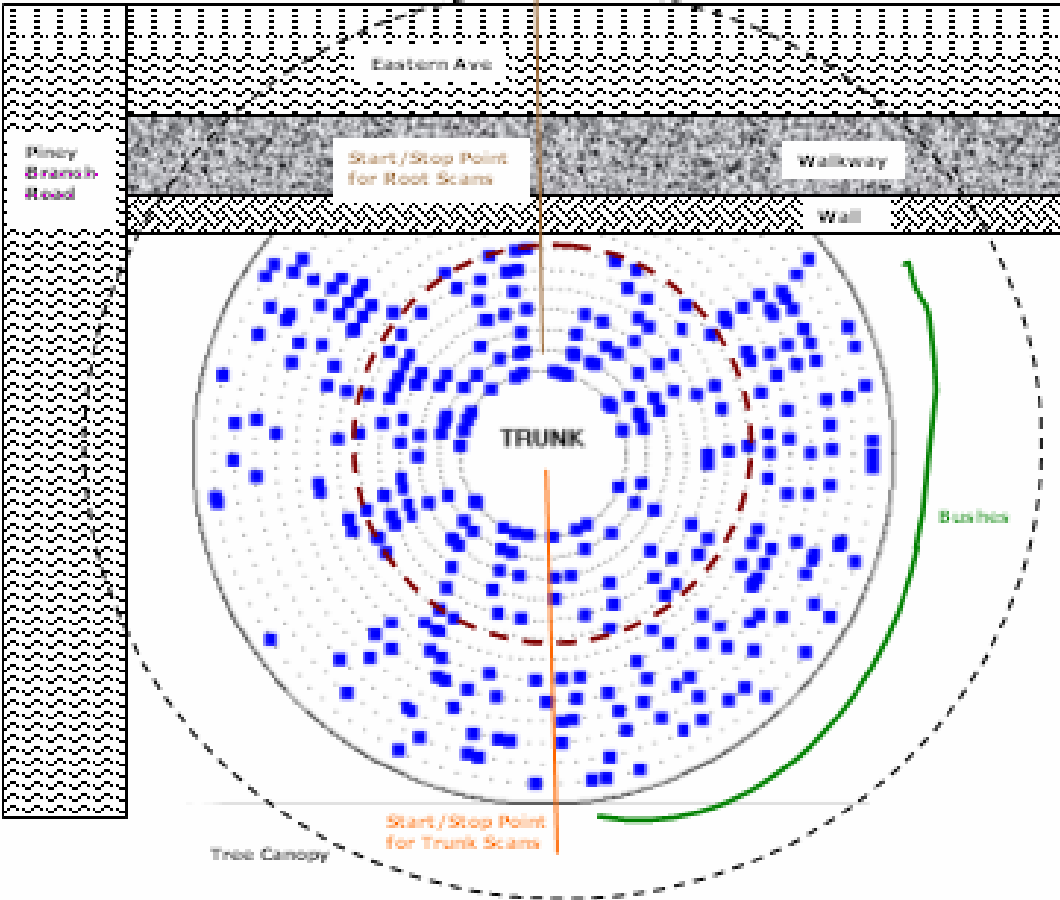 Eastern Ave
Piney
Branch
Road
Start/Stop Point
for Root Scans
Walkway
Wall
TRUNK
Bushes
Start/Stop Point
for Trunk Scans
Tree Canopy